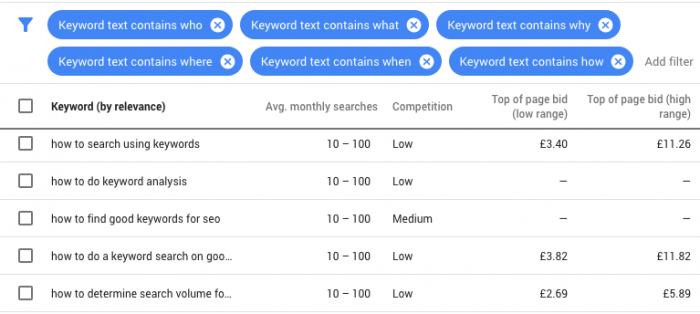 Keyword text contains who Keyword text contains what Keyword text contains why
Keyword text contains where Keyword text contains when Keyword text contains how Add filter
Keyword (by relevance) Avg. monthly searches Competition Top of page bid (low range) Top of page bid (high range)
how to search using keywords 10 – 100 Low £3.40 £11.26
how to do keyword analysis 10 – 100 Low – –
how to find good keywords for seo 10 – 100 Medium – –
how to do a keyword search on goo... 10 – 100 Low £3.82 £11.82
how to determine search volume fo... 10 – 100 Low £2.69 £5.89